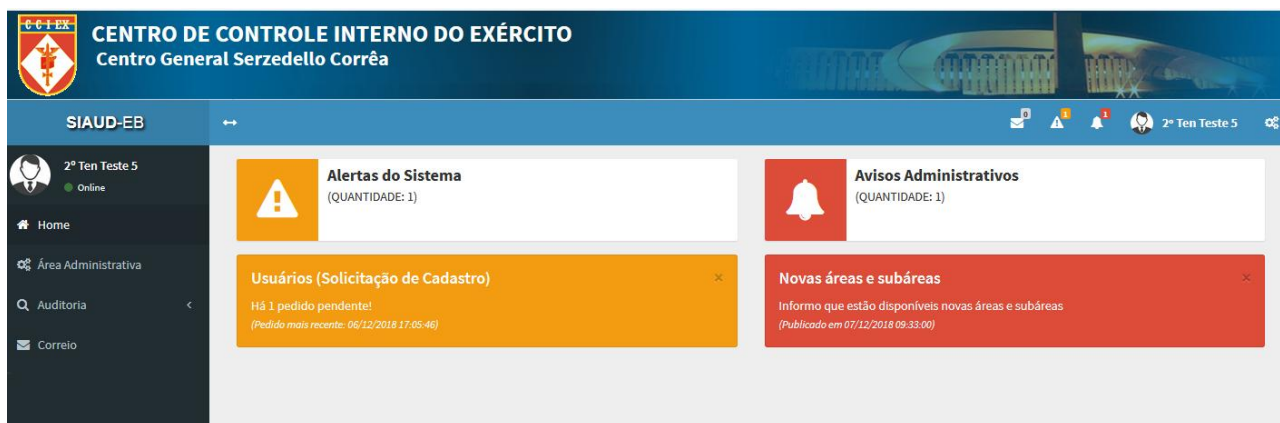 C C I EX
CENTRO DE CONTROLE INTERNO DO EXÉRCITO
Centro General Serzedello Corrêa
SIAUD-EB
0
1
1
2º Ten Teste 5
2º Ten Teste 5
Online
Home
Área Administrativa
Auditoria
Correio
Alertas do Sistema
(QUANTIDADE: 1)
Avisos Administrativos
(QUANTIDADE: 1)
Usuários (Solicitação de Cadastro)
×
Há 1 pedido pendente!
(Pedido mais recente: 06/12/2018 17:05:46)
Novas áreas e subáreas
×
Informo que estão disponíveis novas áreas e subáreas
(Publicado em 07/12/2018 09:33:00)